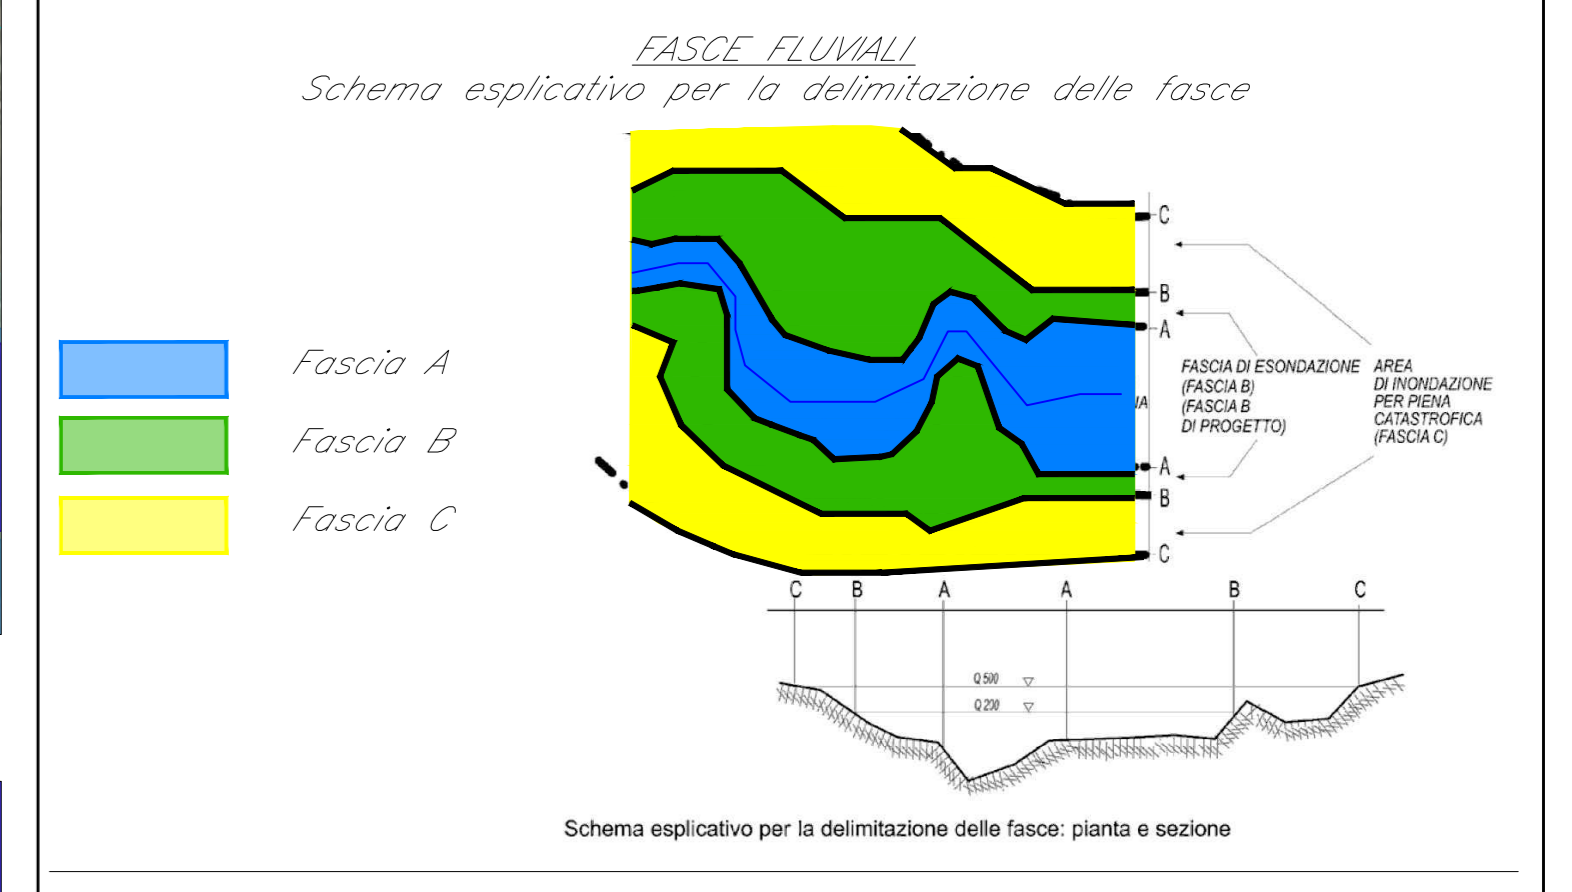 FASCE FLUVIALI
Schema esplicativo per la delimitazione delle fasce
Fascia A
Fascia B
Fascia C
C
B
A
IA
A
B
C
FASCIA DI ESONDAZIONE
(FASCIA B)
(FASCIA B
DI PROGETTO)
AREA
DI INONDAZIONE
PER PIENA
CATASTROFICA
(FASCIA C)
C B A A B C
Q 500
Q 200
Schema esplicativo per la delimitazione delle fasce: pianta e sezione